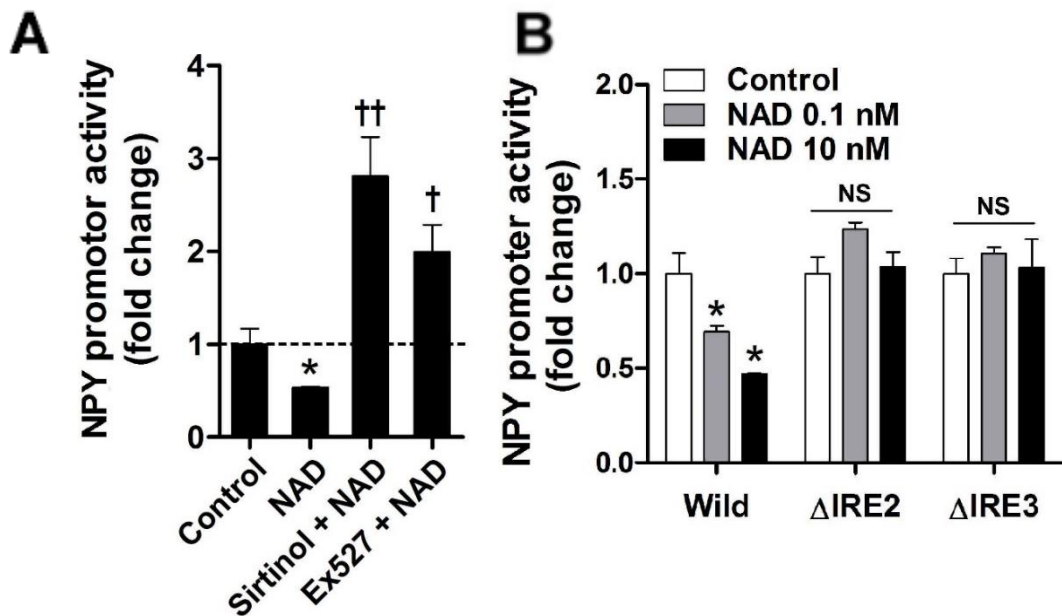 A
NPY promotor activity
(fold change)
4
3
2
1
0
*
††
†
Control
NAD
Sirtinol + NAD
Ex527 + NAD
B
NPY promoter activity
(fold change)
2.0
1.5
1.0
0.5
0.0
Control
NAD 0.1 nM
NAD 10 nM
*
*
NS
NS
Wild
ΔIRE2
ΔIRE3